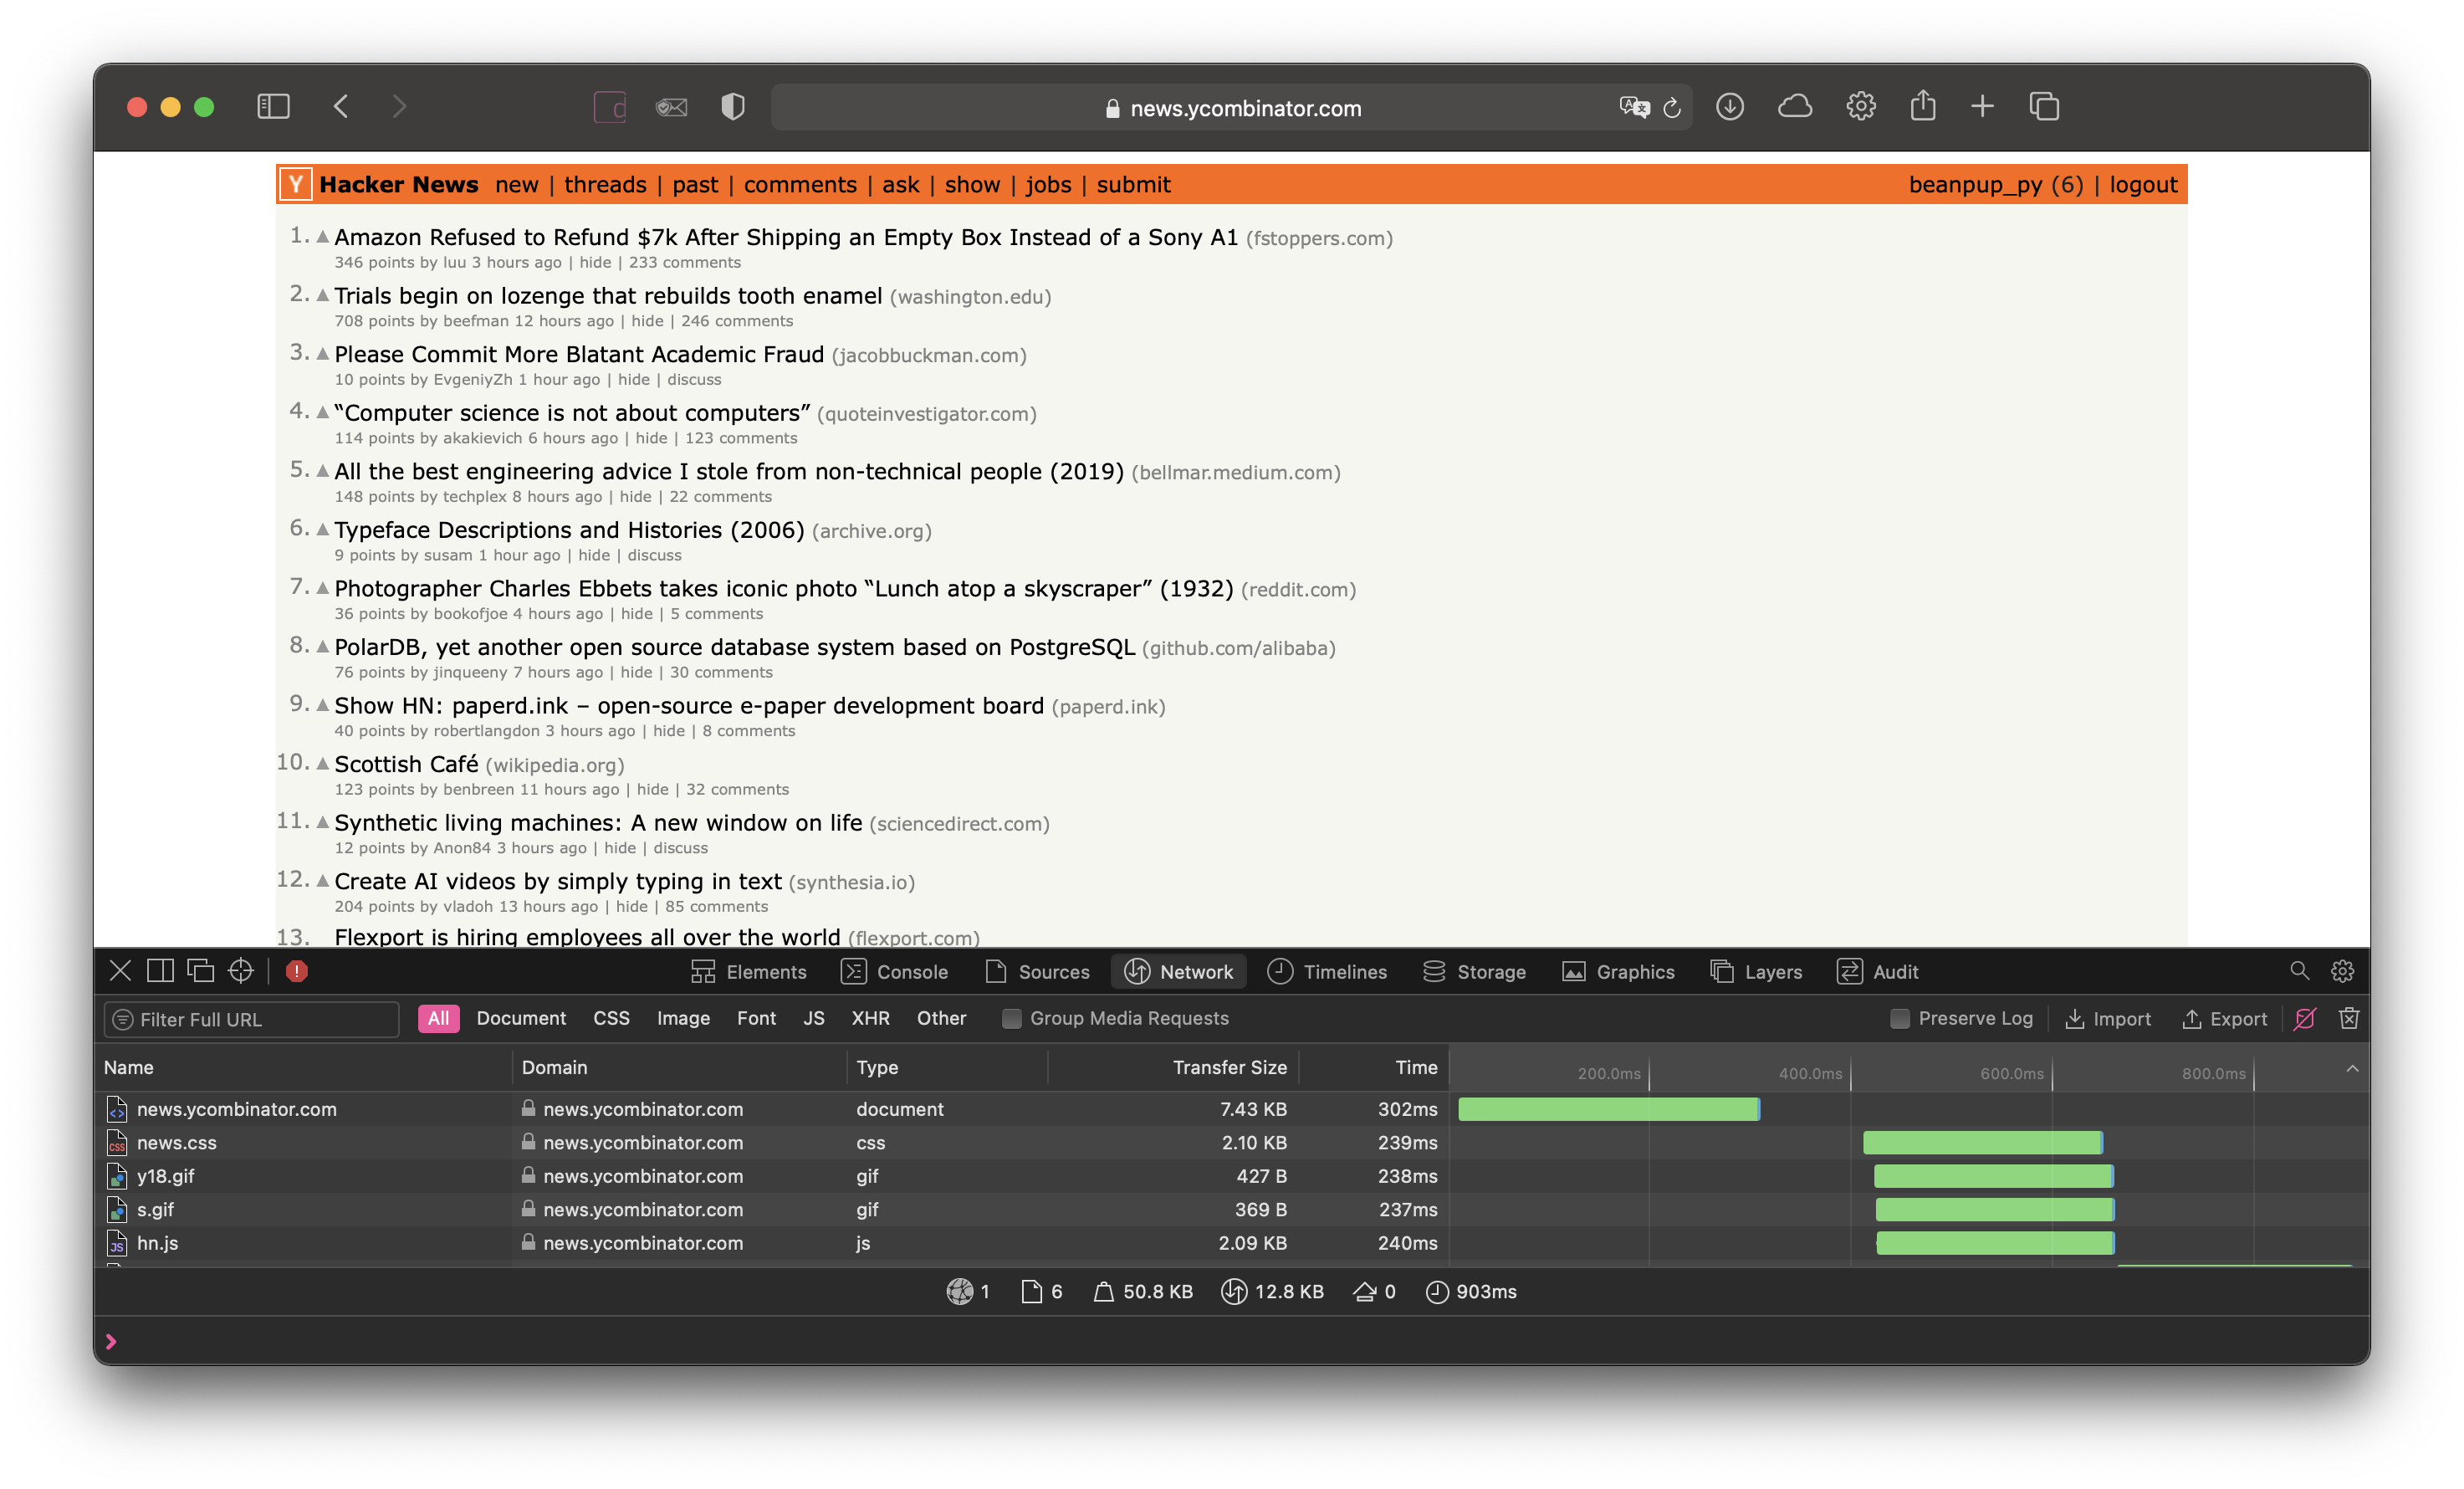 news.ycombinator.com
Y Hacker News new | threads | past | comments | ask | show | jobs | submit beanpup_py (6) | logout
1. Amazon Refused to Refund $7k After Shipping an Empty Box Instead of a Sony A1 (fstoppers.com)
346 points by luu 3 hours ago | hide | 233 comments
2. Trials begin on lozenge that rebuilds tooth enamel (washington.edu)
708 points by beefman 12 hours ago | hide | 246 comments
3. Please Commit More Blatant Academic Fraud (jacobbuckman.com)
10 points by EvgeniyZh 1 hour ago | hide | discuss
4. “Computer science is not about computers” (quoteinvestigator.com)
114 points by akakievich 6 hours ago | hide | 123 comments
5. All the best engineering advice I stole from non-technical people (2019) (bellmar.medium.com)
148 points by techplex 8 hours ago | hide | 22 comments
6. Typeface Descriptions and Histories (2006) (archive.org)
9 points by susam 1 hour ago | hide | discuss
7. Photographer Charles Ebbets takes iconic photo “Lunch atop a skyscraper” (1932) (reddit.com)
36 points by bookofjoe 4 hours ago | hide | 5 comments
8. PolarDB, yet another open source database system based on PostgreSQL (github.com/alibaba)
76 points by jinqueeny 7 hours ago | hide | 30 comments
9. Show HN: paperd.ink – open-source e-paper development board (paperd.ink)
40 points by robertlangdon 3 hours ago | hide | 8 comments
10. Scottish Café (wikipedia.org)
123 points by benbreen 11 hours ago | hide | 32 comments
11. Synthetic living machines: A new window on life (sciencedirect.com)
12 points by Anon84 3 hours ago | hide | discuss
12. Create AI videos by simply typing in text (synthesia.io)
204 points by vladoh 13 hours ago | hide | 85 comments
13. Flexport is hiring employees all over the world (flexport.com)
Elements Console Sources Network Timelines Storage Graphics Layers Audit
Filter Full URL All Document CSS Image Font JS XHR Other Group Media Requests Preserve Log Import Export
Name Domain Type Transfer Size Time 200.0ms 400.0ms 600.0ms 800.0ms
news.ycombinator.com news.ycombinator.com document 7.43 KB 302ms
news.css news.ycombinator.com css 2.10 KB 239ms
y18.gif news.ycombinator.com gif 427 B 238ms
s.gif news.ycombinator.com gif 369 B 237ms
hn.js news.ycombinator.com js 2.09 KB 240ms
1 6 50.8 KB 12.8 KB 0 903ms